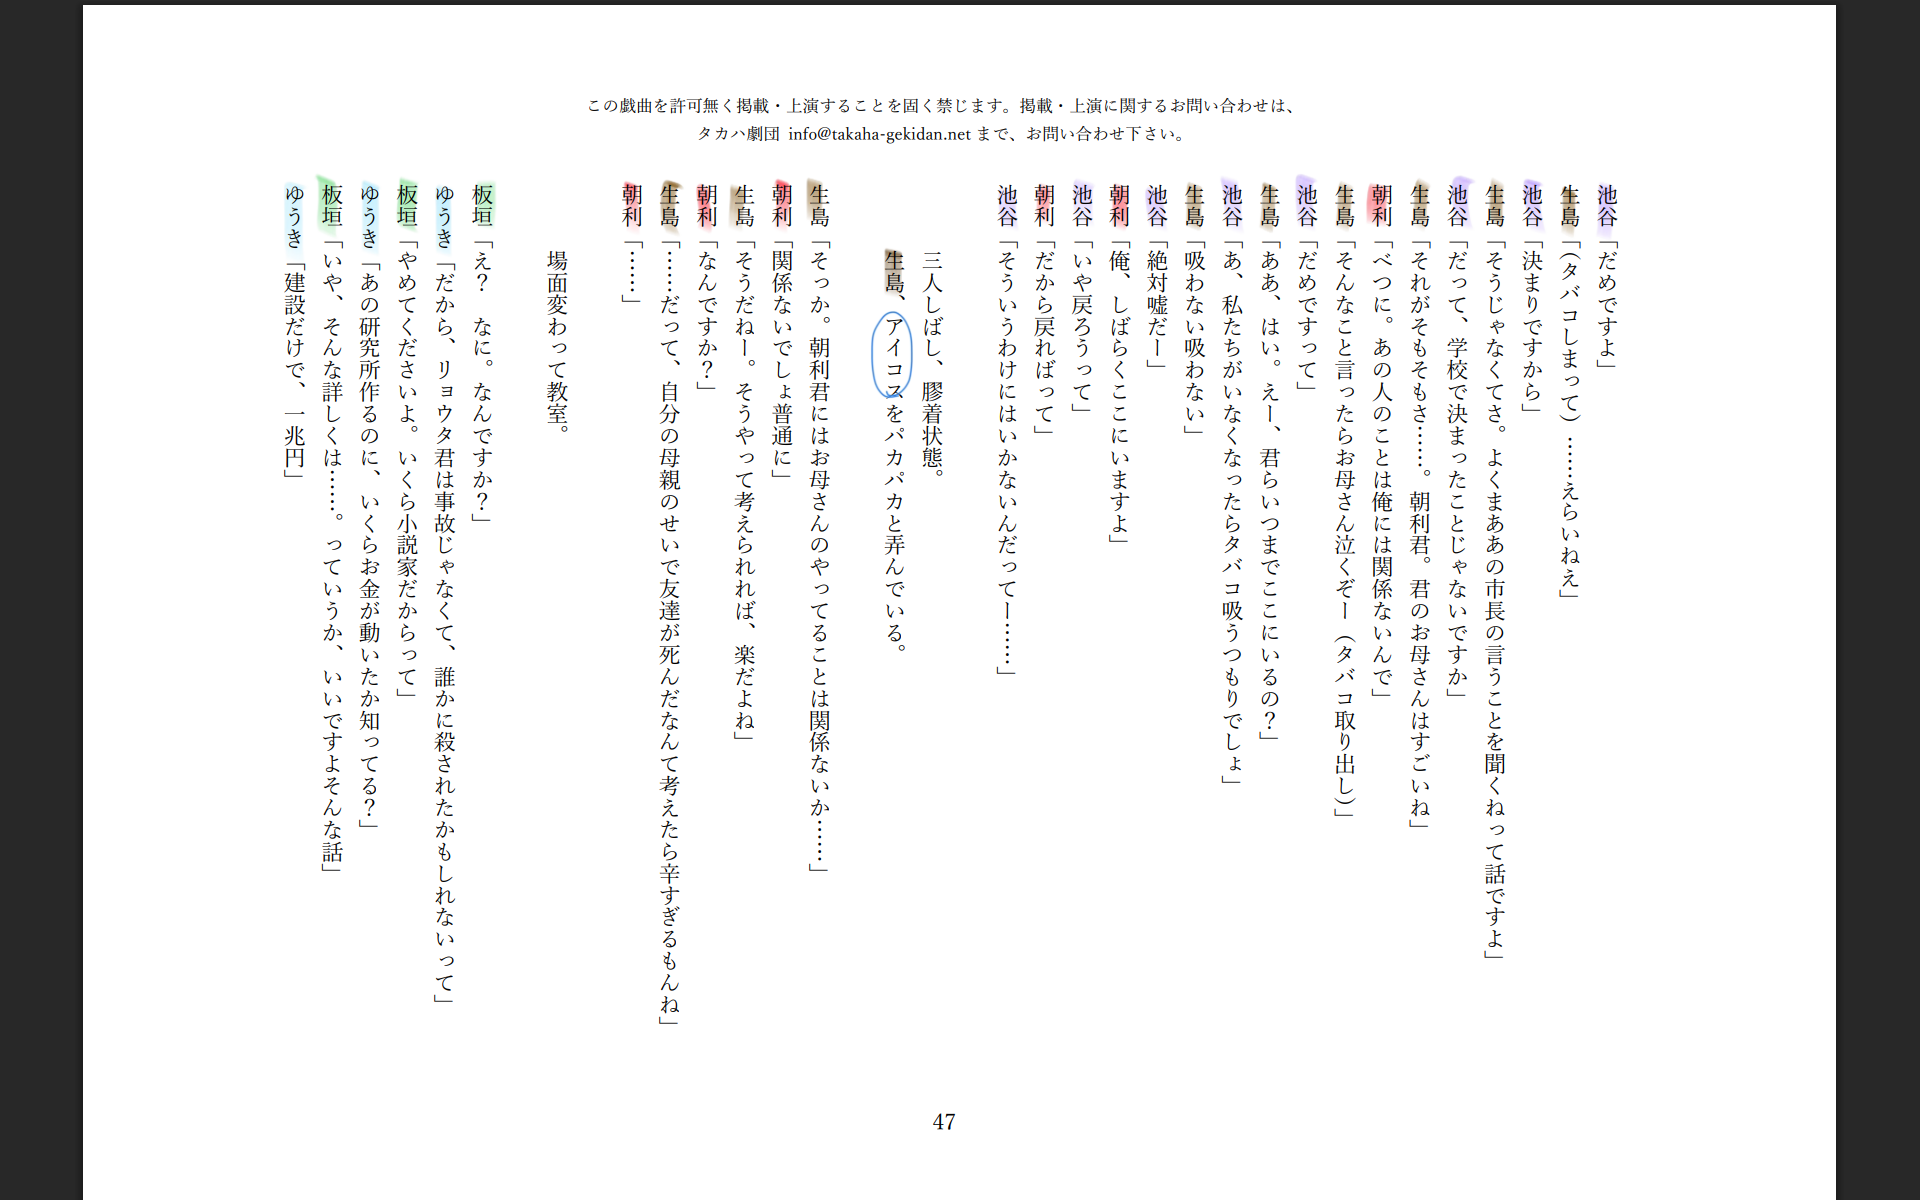 この戯曲を許可無く掲載・上演することを固く禁じます。掲載・上演に関するお問い合わせは、
タカハ劇団 info@takaha-gekidan.net まで、お問い合わせ下さい。
池谷「だめですよ」
生島「(タバコしまって)……えらいねえ」
池谷「決まりですから」
生島「そうじゃなくてさ。よくまああの市長の言うことを聞くねって話ですよ」
池谷「だって、学校で決まったことじゃないですか」
生島「それがそもそもさ……。朝利君。君のお母さんはすごいね」
朝利「べつに。あの人のことは俺には関係ないんで」
生島「そんなこと言ったらお母さん泣くぞー(タバコ取り出し)」
池谷「だめですって」
生島「ああ、はい。えー、君らいつまでここにいるの？」
池谷「あ、私たちがいなくなったらタバコ吸うつもりでしょ」
生島「吸わない吸わない」
池谷「絶対嘘だー」
朝利「俺、しばらくここにいますよ」
池谷「いや戻ろうって」
朝利「だから戻ればって」
池谷「そういうわけにはいかないんだってー……」
三人しばし、膠着状態。
生島、アイコスをパカパカと弄んでいる。
生島「そっか。朝利君にはお母さんのやってることは関係ないか……」
朝利「関係ないでしょ普通に」
生島「そうだねー。そうやって考えられれば、楽だよね」
朝利「なんですか？」
生島「……だって、自分の母親のせいで友達が死んだなんて考えたら辛すぎるもんね」
朝利「……」
場面変わって教室。
板垣「え？　なに。なんですか？」
ゆうき「だから、リョウタ君は事故じゃなくて、誰かに殺されたかもしれないって」
板垣「やめてくださいよ。いくら小説家だからって」
ゆうき「あの研究所作るのに、いくらお金が動いたか知ってる？」
板垣「いや、そんな詳しくは……。っていうか、いいですよそんな話」
ゆうき「建設だけで、一兆円」
47